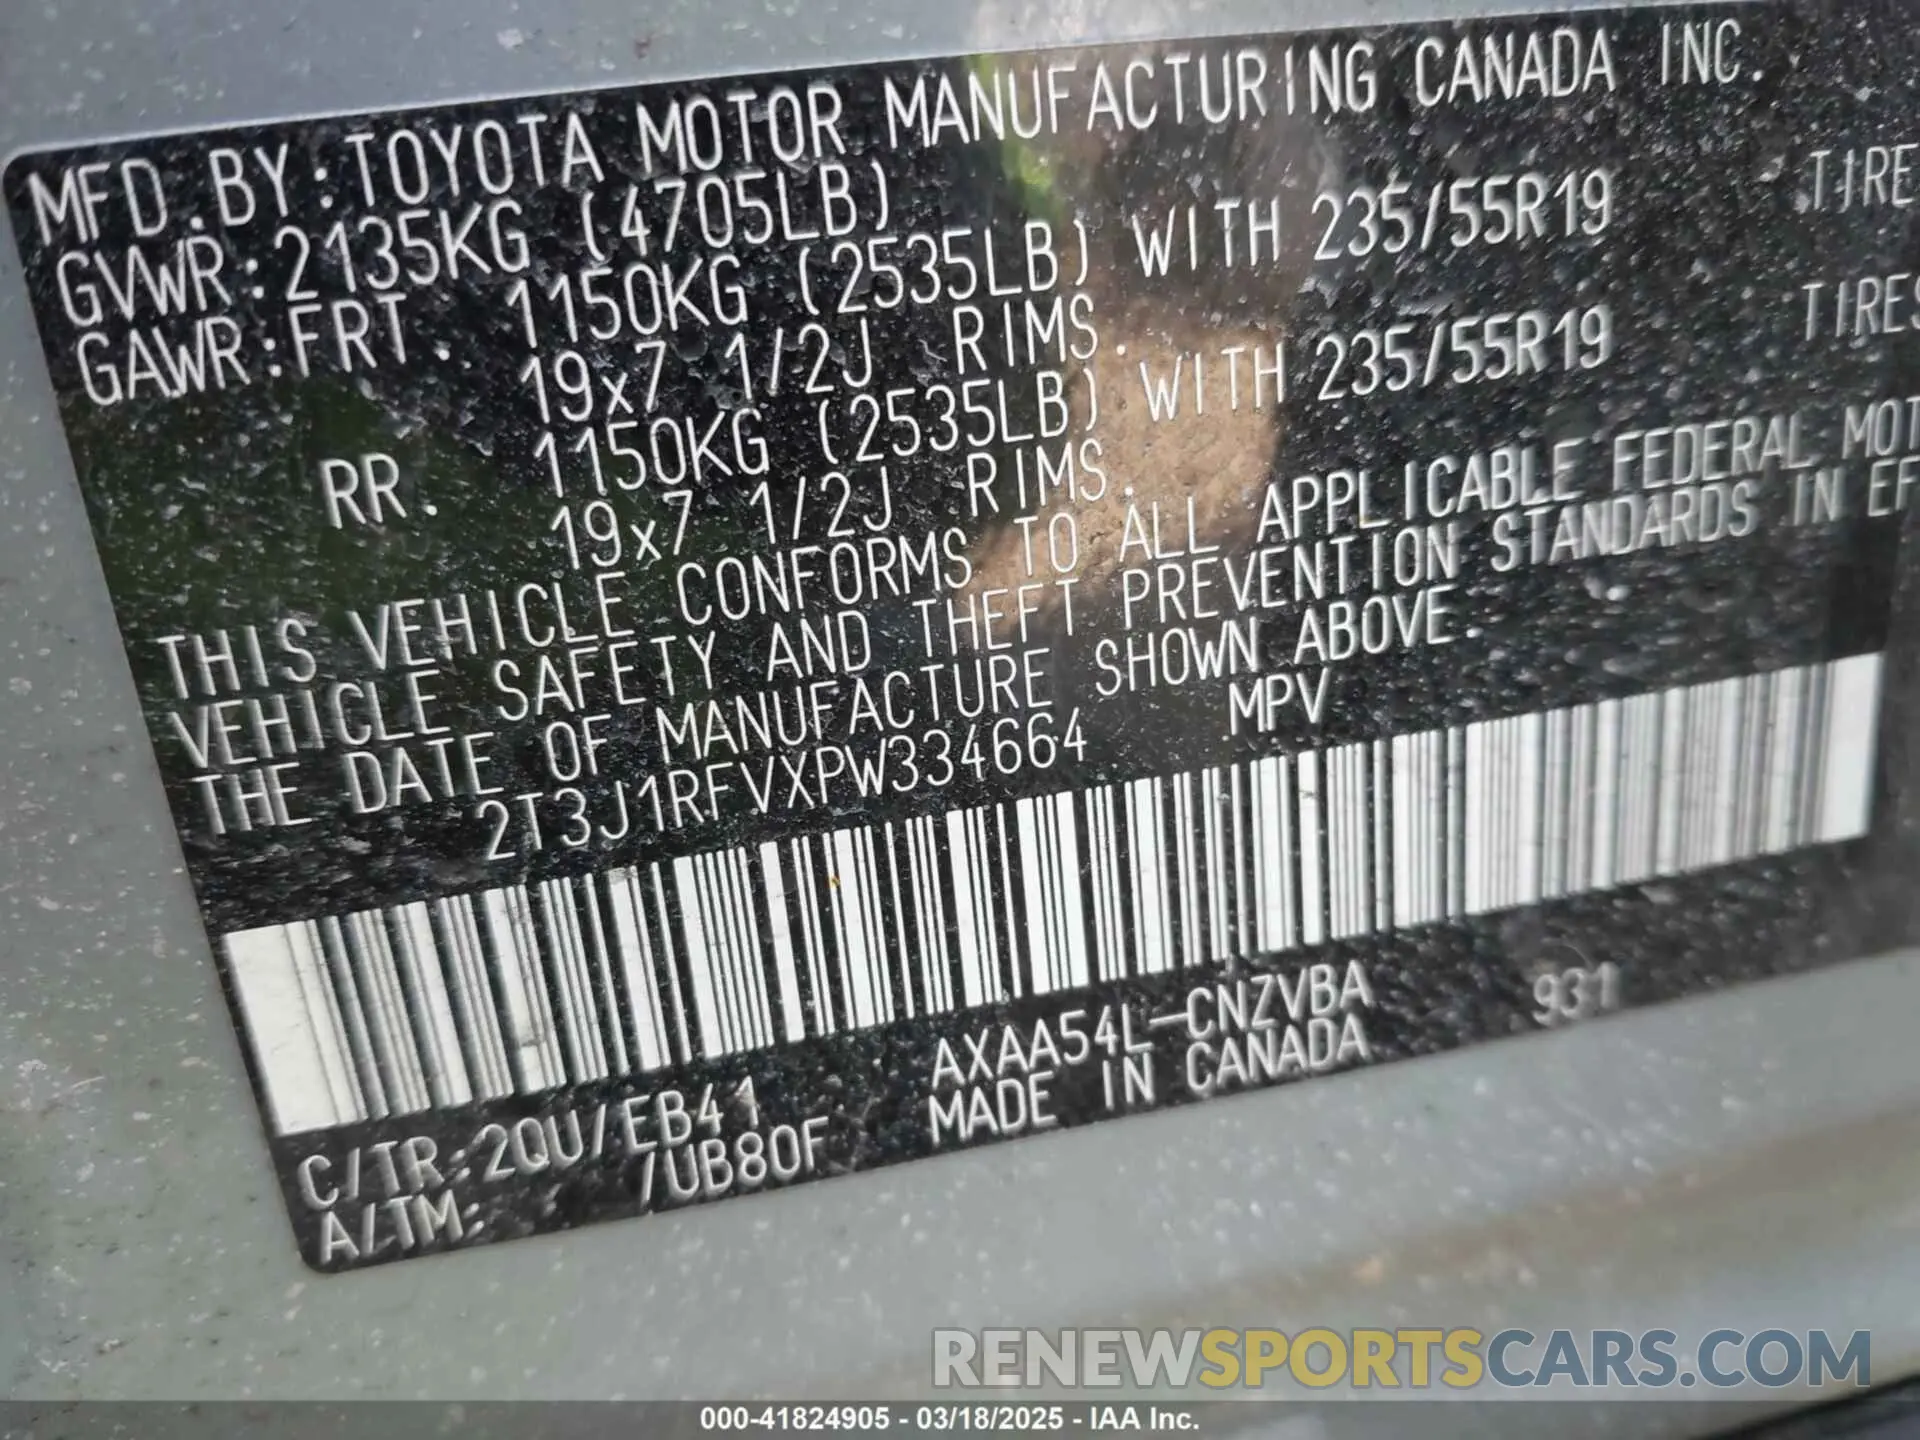 MFD.BY:TOYOTA MOTOR MANUFACTURING CANADA INC.
GVWR:2135KG (4705LB)
GAWR:FRT. 1150KG (2535LB) WITH 235/55R19 TIRE
19x7 1/2J RIMS.
RR. 1150KG (2535LB) WITH 235/55R19 TIRES
19x7 1/2J RIMS.
THIS VEHICLE CONFORMS TO ALL APPLICABLE FEDERAL MOT
VEHICLE SAFETY AND THEFT PREVENTION STANDARDS IN EF
THE DATE OF MANUFACTURE SHOWN ABOVE.
2T3J1RFVXPW334664 MPV
AXAA54L-CNZVBA 931
C/TR:2QU/EB41 MADE IN CANADA
A/TM: /UB80F
RENEWSPORTSCARS.COM
000-41824905 - 03/18/2025 - IAA Inc.